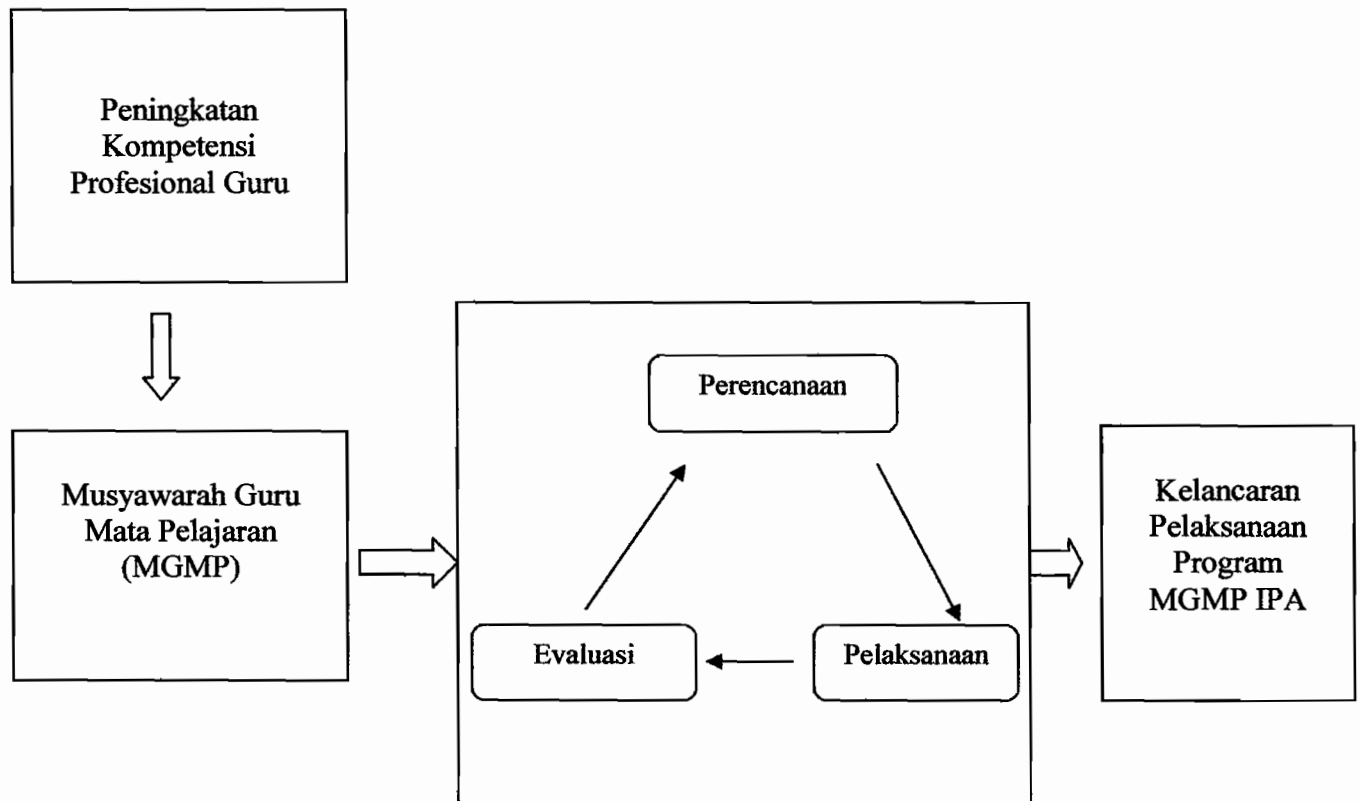 Peningkatan
Kompetensi
Profesional Guru
Musyawarah Guru
Mata Pelajaran
(MGMP)
Perencanaan
Evaluasi
Pelaksanaan
Kelancaran
Pelaksanaan
Program
MGMP IPA